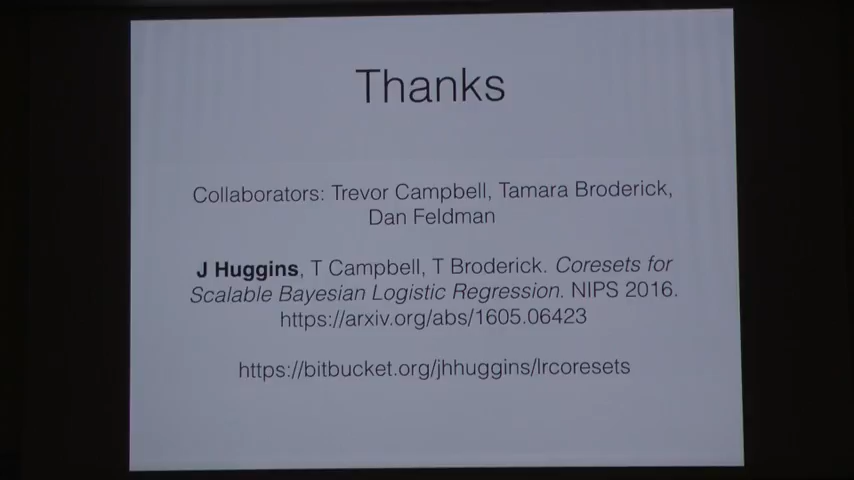 Thanks
Collaborators: Trevor Campbell, Tamara Broderick,
Dan Feldman
J Huggins, T Campbell, T Broderick. Coresets for
Scalable Bayesian Logistic Regression. NIPS 2016.
https://arxiv.org/abs/1605.06423
https://bitbucket.org/jhhuggins/lrcoresets